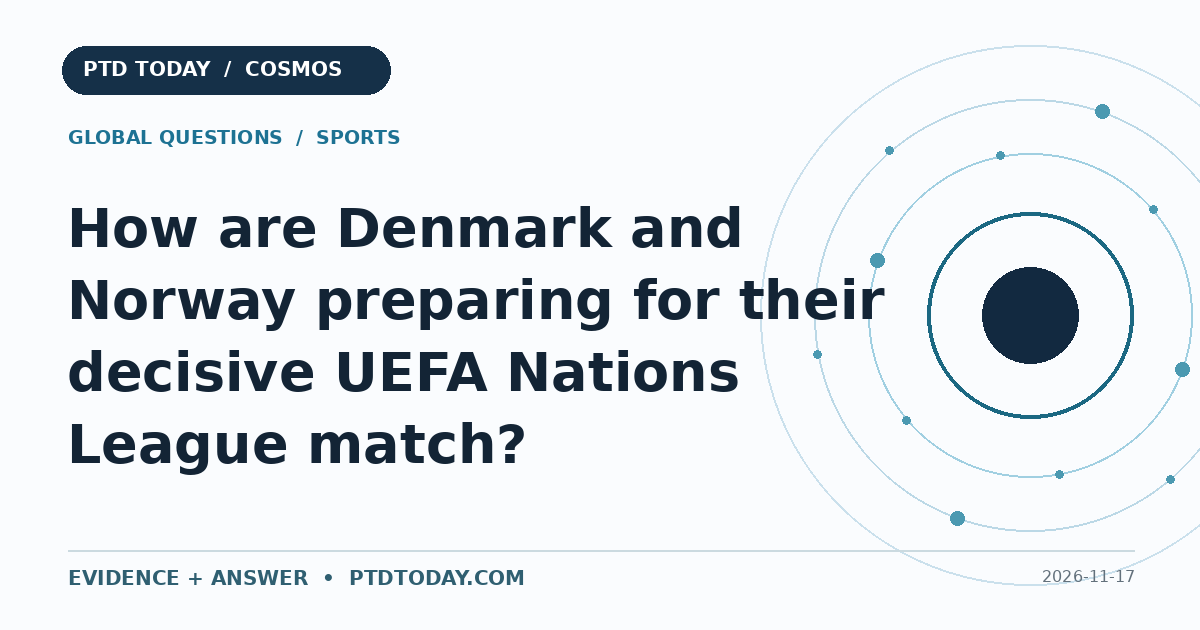 PTD TODAY / COSMOS
GLOBAL QUESTIONS / SPORTS
How are Denmark and
Norway preparing for their
decisive UEFA Nations
League match?
EVIDENCE + ANSWER • PTDTODAY.COM
2026-11-17